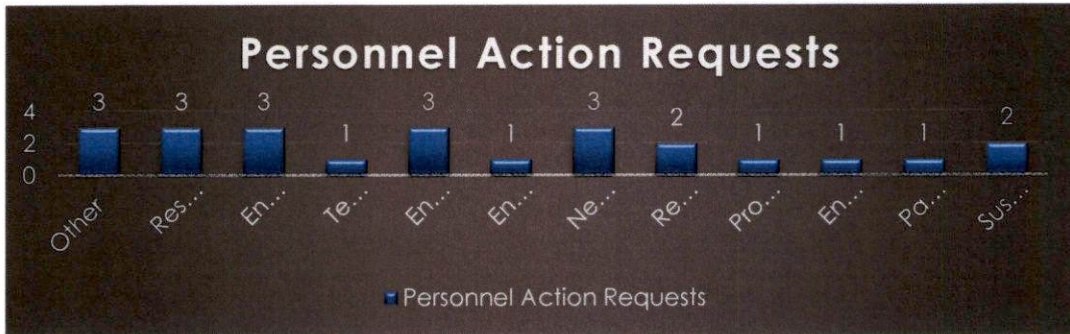 Personnel Action Requests
4
2
0
3 3 3 1 3 1 3 2 1 1 1 2
Other Res... En... Te... En... En... Ne... Re... Pro... En... Pa... Sus...
Personnel Action Requests